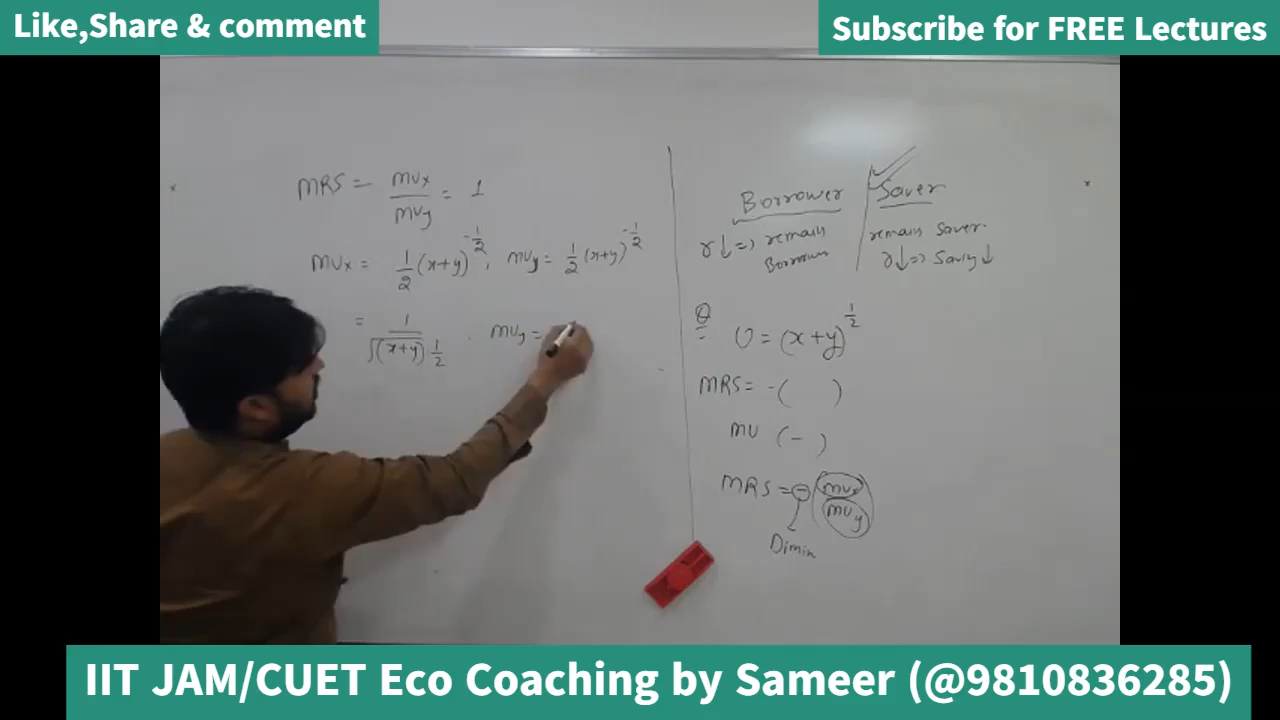 Like,Share & comment
Subscribe for FREE Lectures
MRS = MUx / MUy = 1
MUx = 1/2 (x+y)^-1/2, MUy = 1/2 (x+y)^-1/2
= 1 / √(x+y) 1/2 . MUy =
Borrower
Saver
r↓ => remain
Borrower
remain Saver
r↓ => Saving ↓
Q
U = (x+y)^1/2
MRS = -( )
MU (-)
MRS = - (MUx / MUy)
Dimin
IIT JAM/CUET Eco Coaching by Sameer (@9810836285)